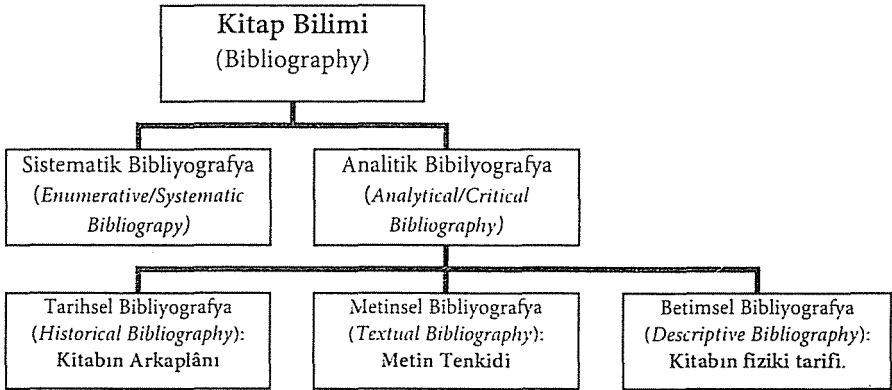 Kitap Bilimi
(Bibliography)
Sistematik Bibliyografya
(Enumerative/Systematic
Bibliograpy)
Analitik Bibilyografya
(Analytical/Critical
Bibliography)
Tarihsel Bibliyografya
(Historical Bibliography):
Kitabın Arkaplânı
Metinsel Bibliyografya
(Textual Bibliography):
Metin Tenkidi
Betimsel Bibliyografya
(Descriptive Bibliography):
Kitabın fiziki tarifi.